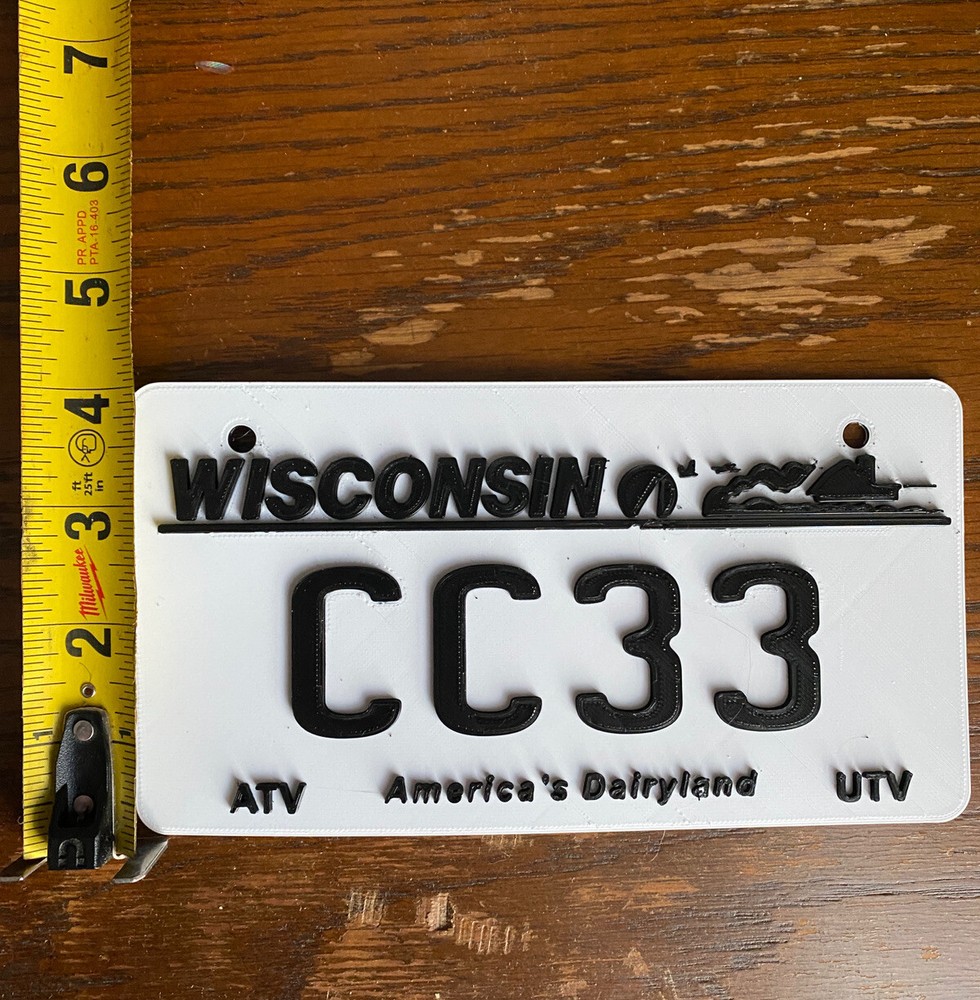 7
6
PR. APPD
PTA 16-403
5
4
ft
25ft
in
3
Milwaukee
2
1 1
WISCONSIN
CC33
ATV America's Dairyland UTV